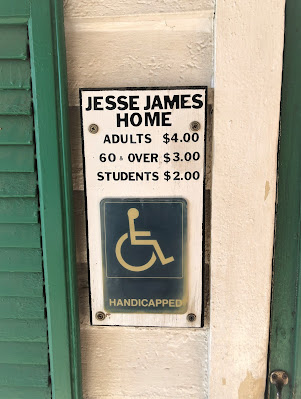 JESSE JAMES
HOME
ADULTS $4.00
60 & OVER $3.00
STUDENTS $2.00
HANDICAPPED